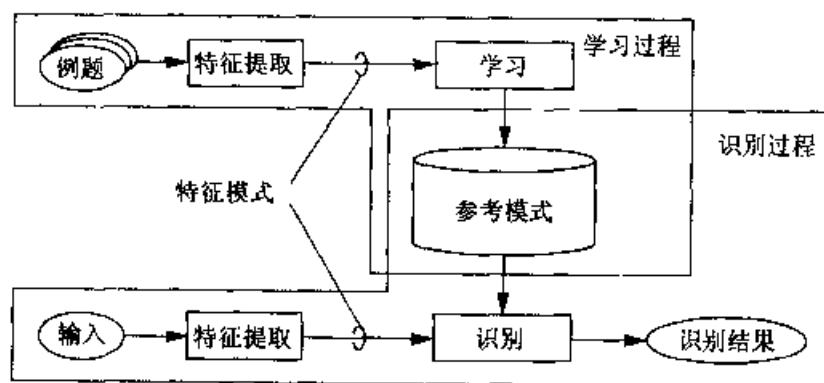 例题
特征提取
学习
学习过程
识别过程
特征模式
参考模式
输入
特征提取
识别
识别结果